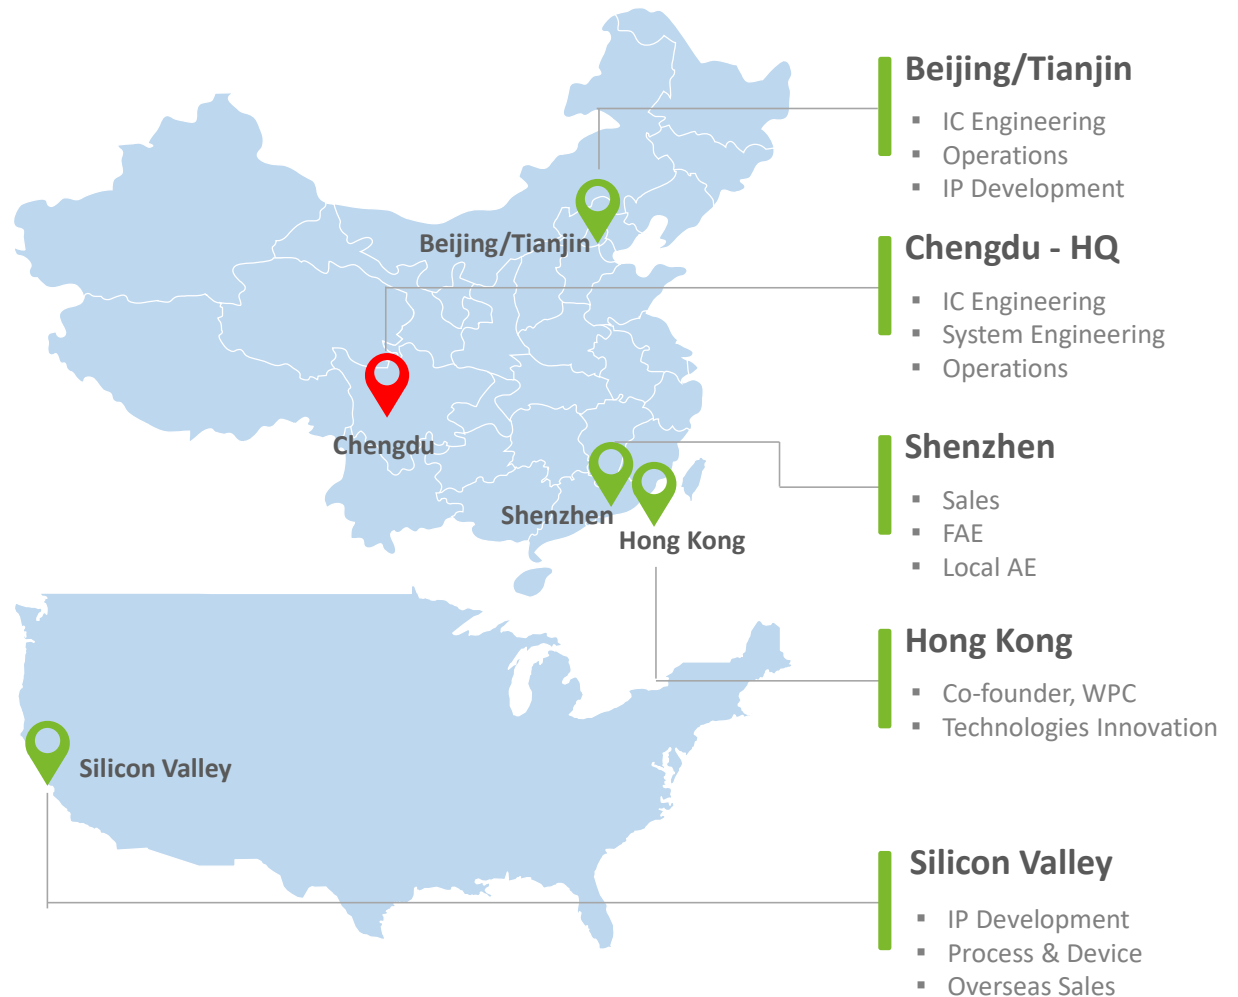 Beijing/Tianjin
▪ IC Engineering
▪ Operations
▪ IP Development
Beijing/Tianjin
Chengdu - HQ
▪ IC Engineering
▪ System Engineering
▪ Operations
Chengdu
Shenzhen
▪ Sales
▪ FAE
▪ Local AE
Shenzhen
Hong Kong
Hong Kong
▪ Co-founder, WPC
▪ Technologies Innovation
Silicon Valley
Silicon Valley
▪ IP Development
▪ Process & Device
▪ Overseas Sales